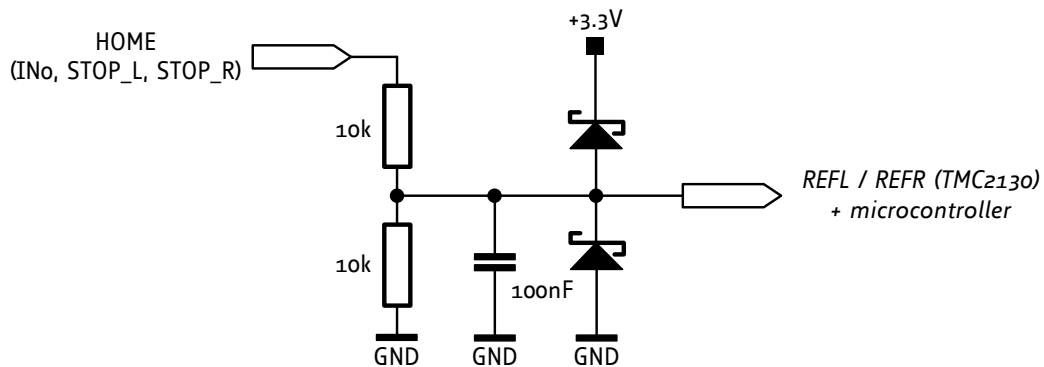 +3.3V
HOME
(IN0, STOP_L, STOP_R)
10k
REFL / REFR (TMC2130)
+ microcontroller
10k
100nF
GND
GND
GND